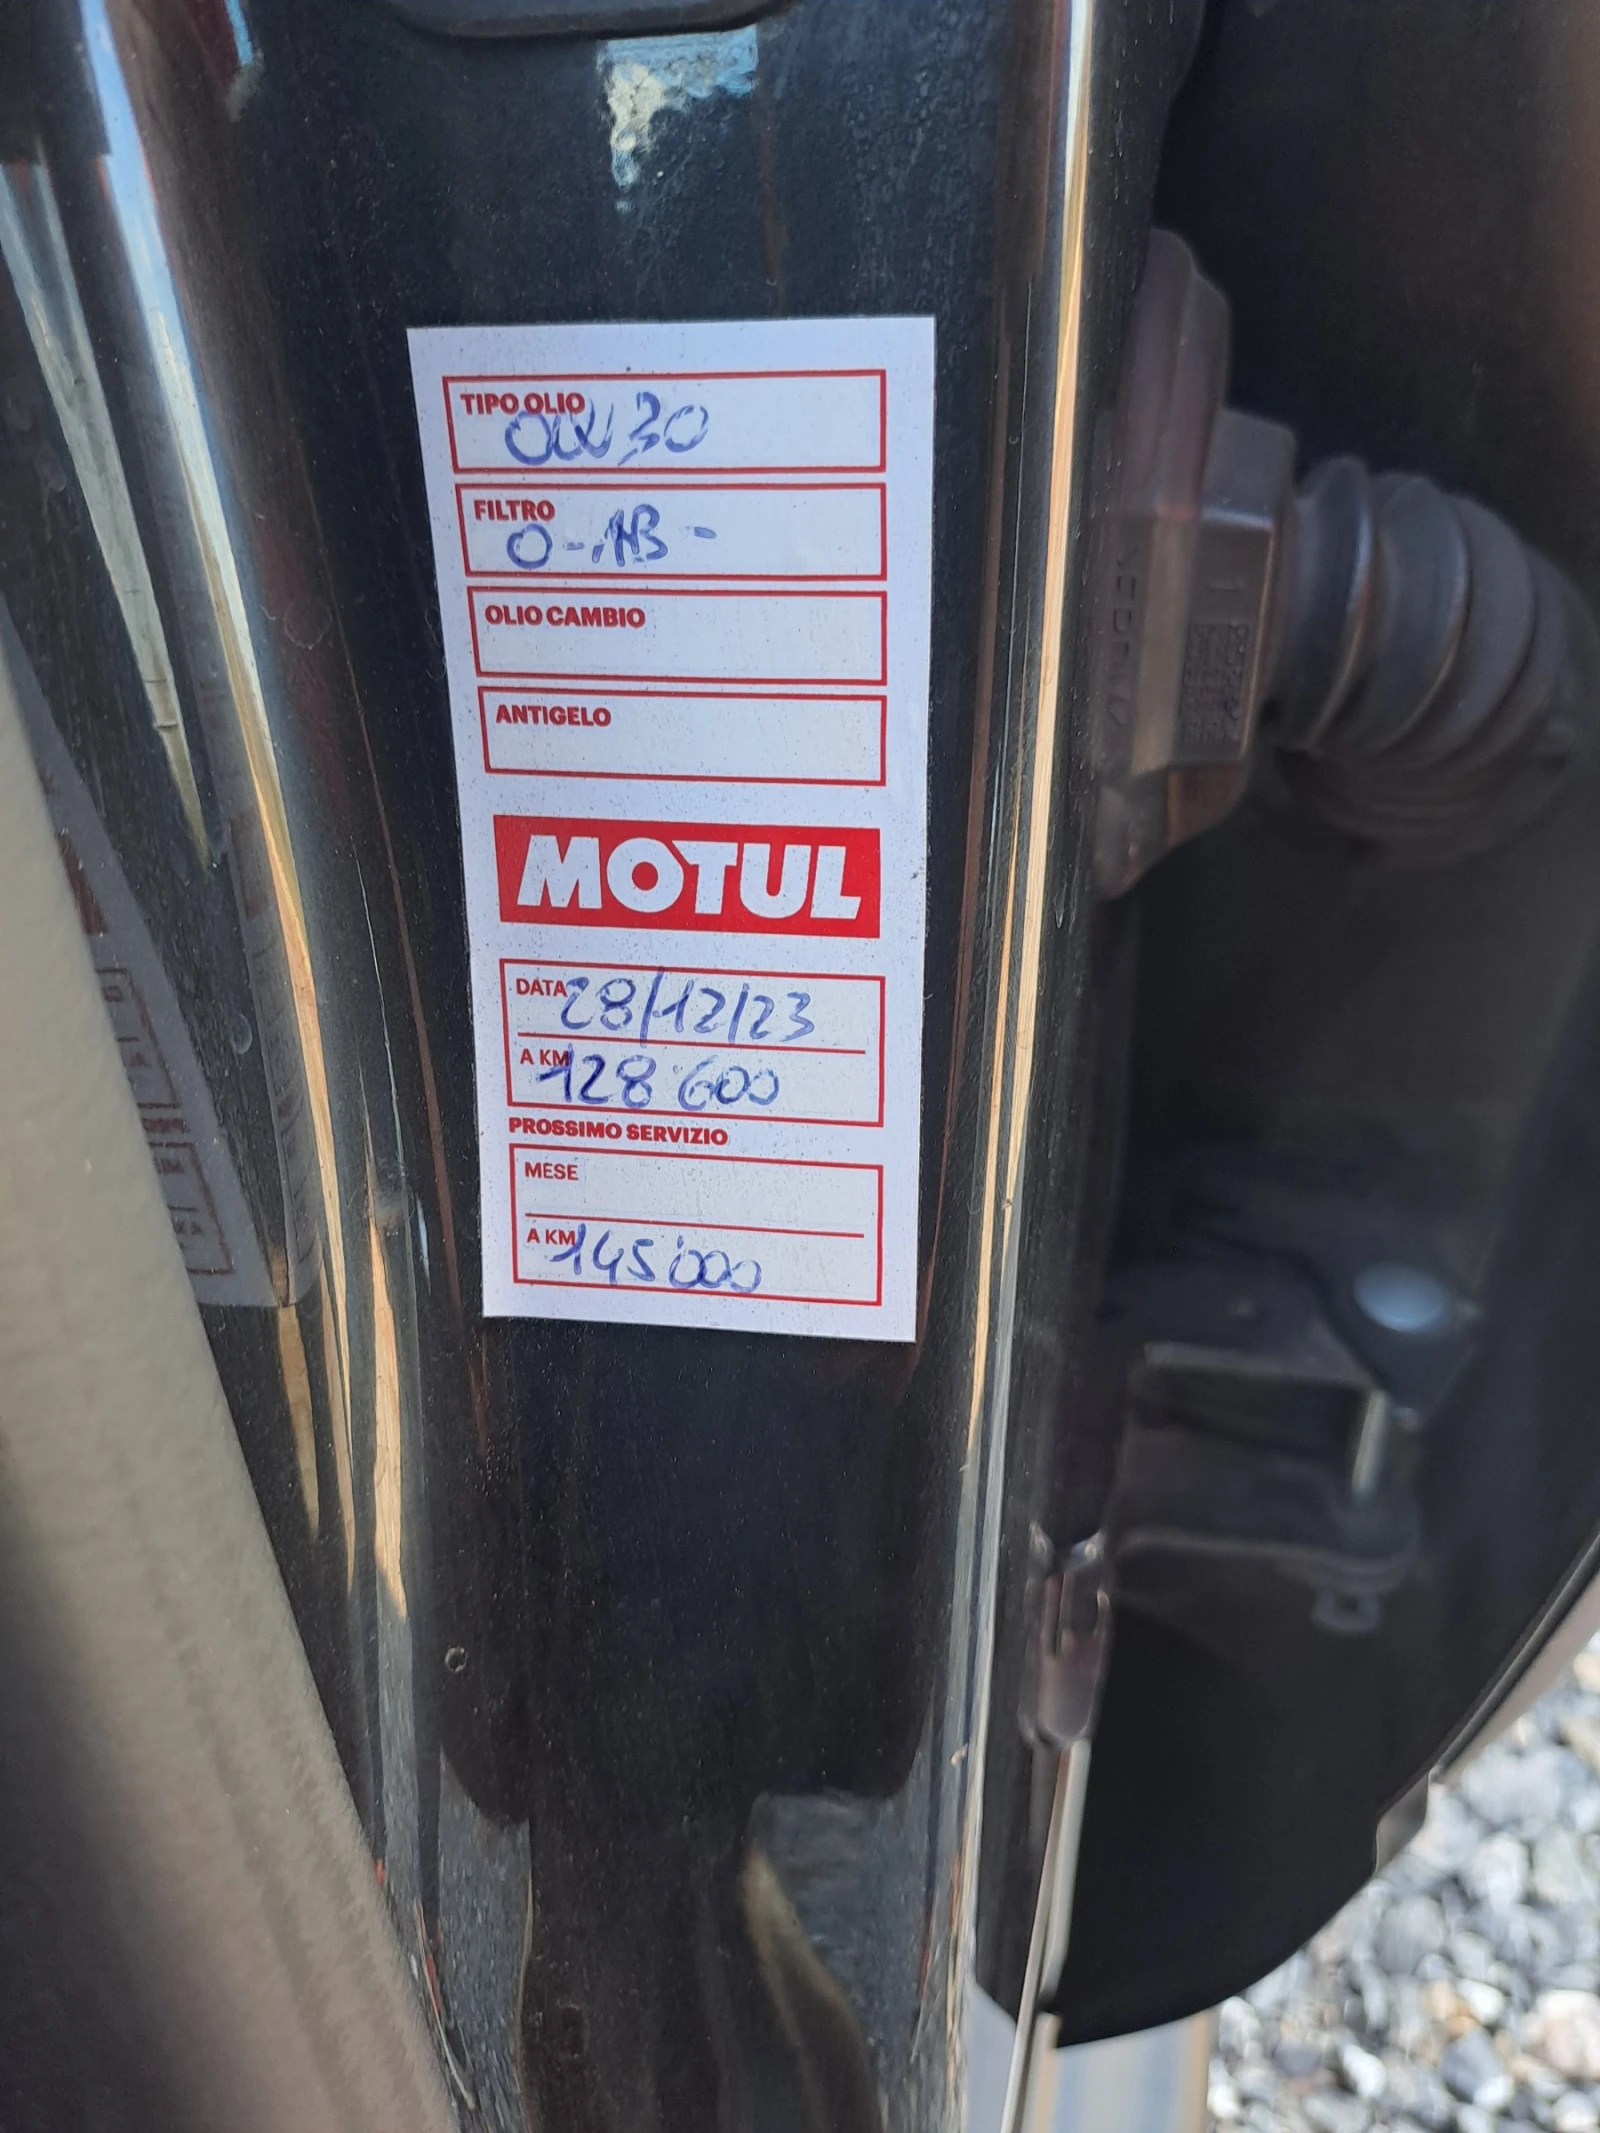 TIPO OLIO
0W30
FILTRO
OLIO CAMBIO
ANTIGELO
MOTUL
DATA 28/12/23
A KM 128'600
PROSSIMO SERVIZIO
MESE
A KM 145'000